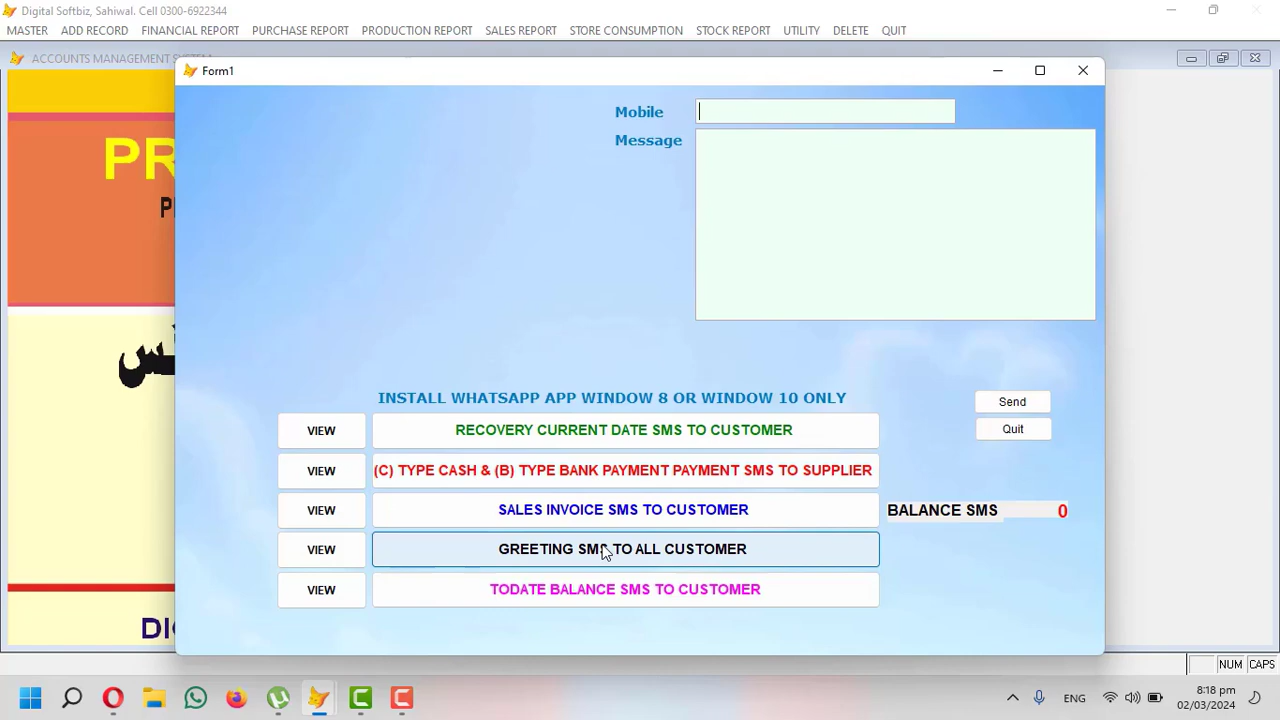 Digital Softbiz, Sahiwal. Cell 0300-6922344
MASTER ADD RECORD FINANCIAL REPORT PURCHASE REPORT PRODUCTION REPORT SALES REPORT STORE CONSUMPTION STOCK REPORT UTILITY DELETE QUIT
ACCOUNTS MANAGEMENT SYSTEM
Form1
Mobile
Message
PR
INSTALL WHATSAPP APP WINDOW 8 OR WINDOW 10 ONLY
Send
VIEW RECOVERY CURRENT DATE SMS TO CUSTOMER
Quit
VIEW (C) TYPE CASH & (B) TYPE BANK PAYMENT PAYMENT SMS TO SUPPLIER
VIEW SALES INVOICE SMS TO CUSTOMER
BALANCE SMS 0
VIEW GREETING SMS TO ALL CUSTOMER
VIEW TODATE BALANCE SMS TO CUSTOMER
NUM CAPS
ENG
8:18 pm
02/03/2024